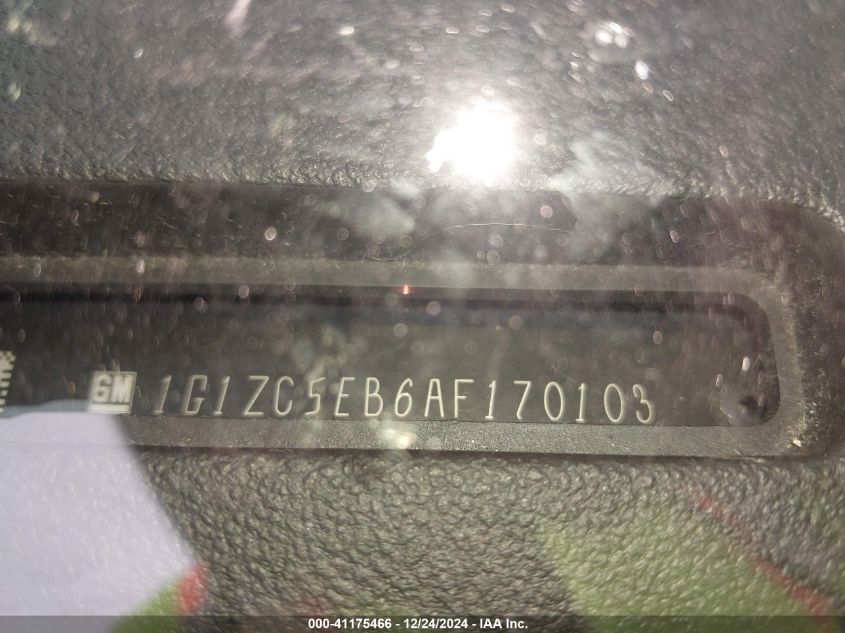 GM 1G1ZC5EB6AF170103
000-41175466 - 12/24/2024 - IAA Inc.